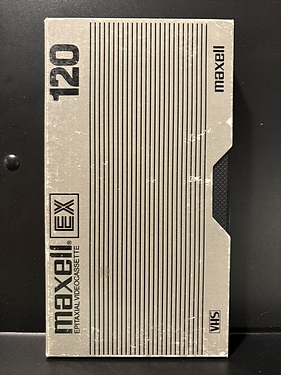 maxell® EX 120
EPITAXIAL VIDEOCASSETTE
maxell
VHS